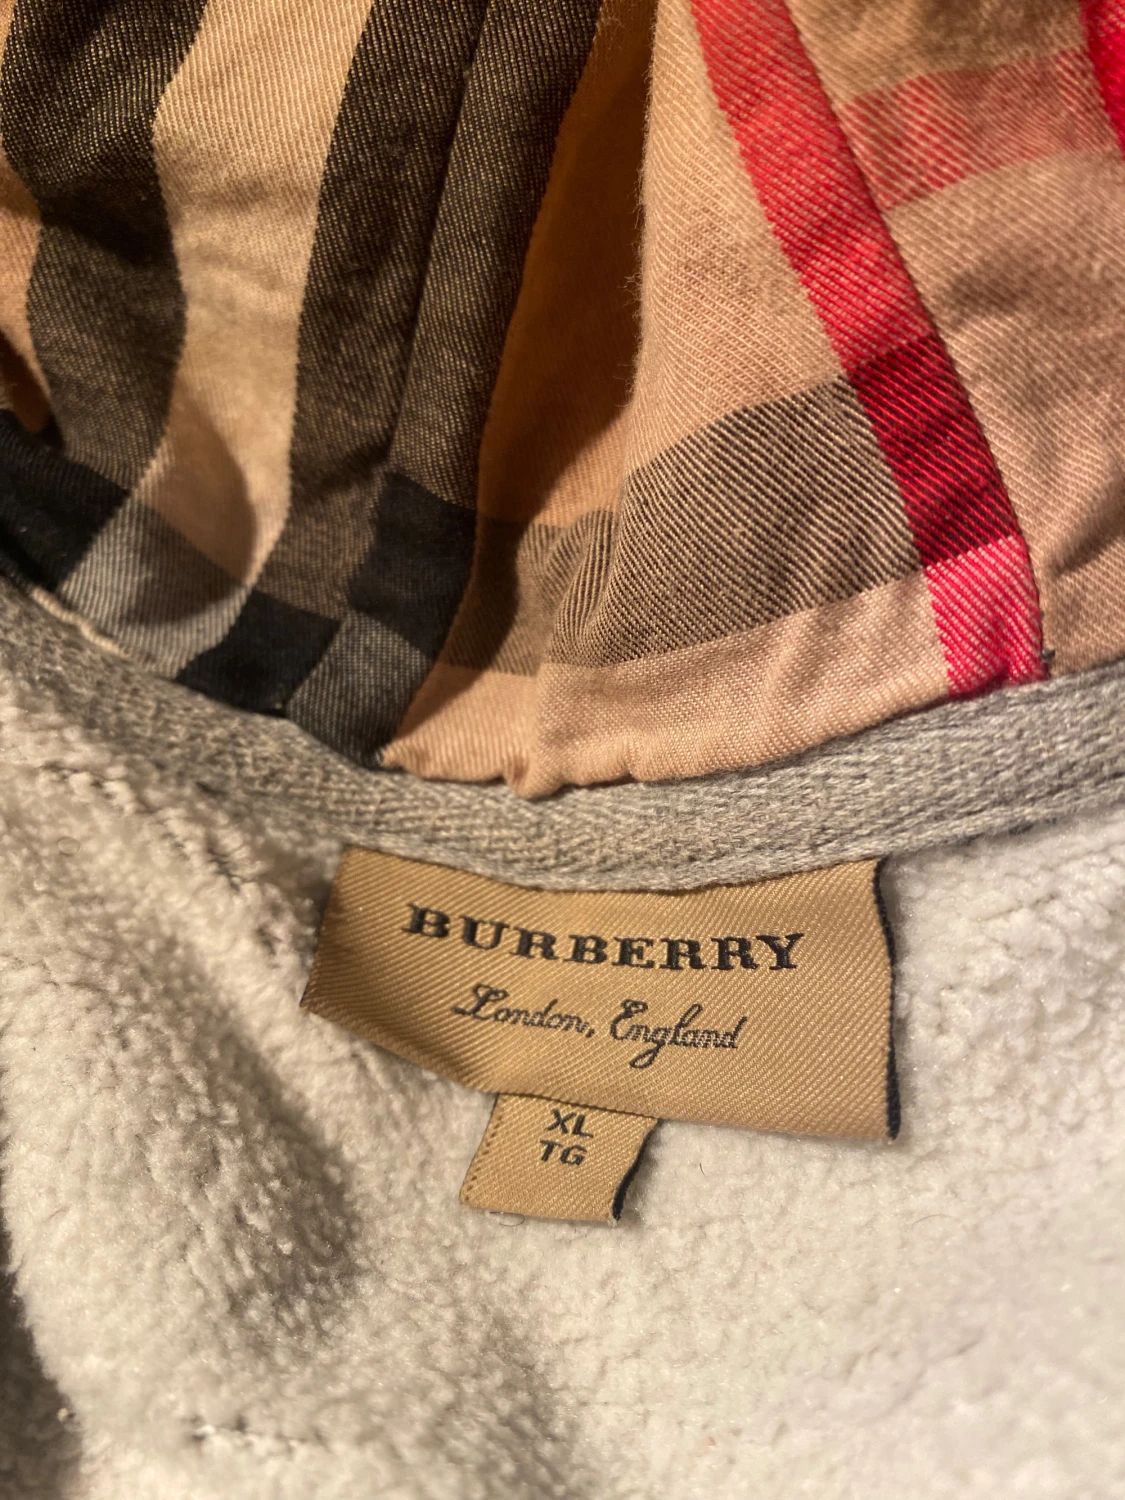 BURBERRY
London, England
XL
TG